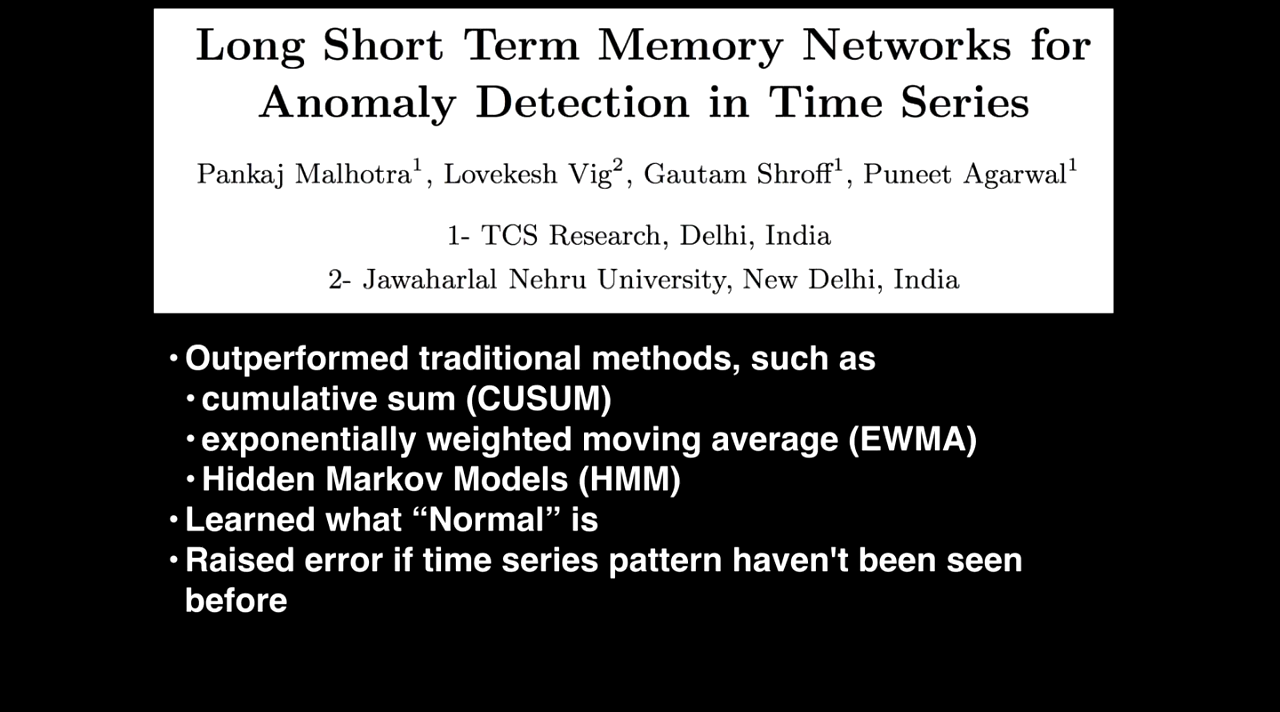 Long Short Term Memory Networks for
Anomaly Detection in Time Series
Pankaj Malhotra¹, Lovekesh Vig², Gautam Shroff¹, Puneet Agarwal¹
1- TCS Research, Delhi, India
2- Jawaharlal Nehru University, New Delhi, India
• Outperformed traditional methods, such as
• cumulative sum (CUSUM)
• exponentially weighted moving average (EWMA)
• Hidden Markov Models (HMM)
• Learned what “Normal” is
• Raised error if time series pattern haven't been seen
before